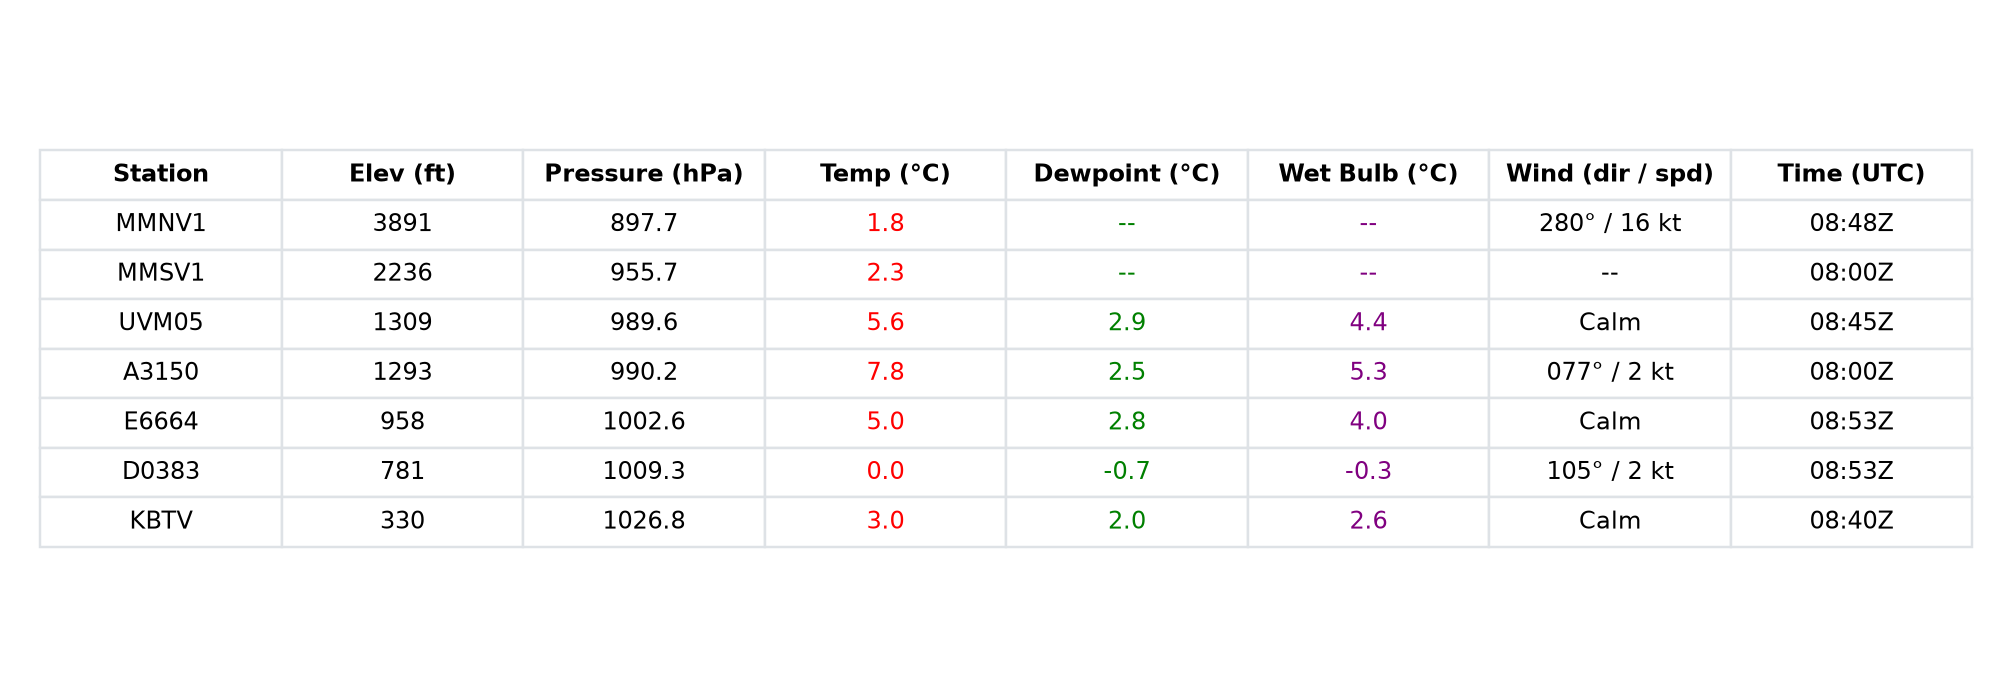 Station Elev (ft) Pressure (hPa) Temp (°C) Dewpoint (°C) Wet Bulb (°C) Wind (dir / spd) Time (UTC)
MMNV1 3891 897.7 1.8 -- -- 280° / 16 kt 08:48Z
MMSV1 2236 955.7 2.3 -- -- -- 08:00Z
UVM05 1309 989.6 5.6 2.9 4.4 Calm 08:45Z
A3150 1293 990.2 7.8 2.5 5.3 077° / 2 kt 08:00Z
E6664 958 1002.6 5.0 2.8 4.0 Calm 08:53Z
D0383 781 1009.3 0.0 -0.7 -0.3 105° / 2 kt 08:53Z
KBTV 330 1026.8 3.0 2.0 2.6 Calm 08:40Z